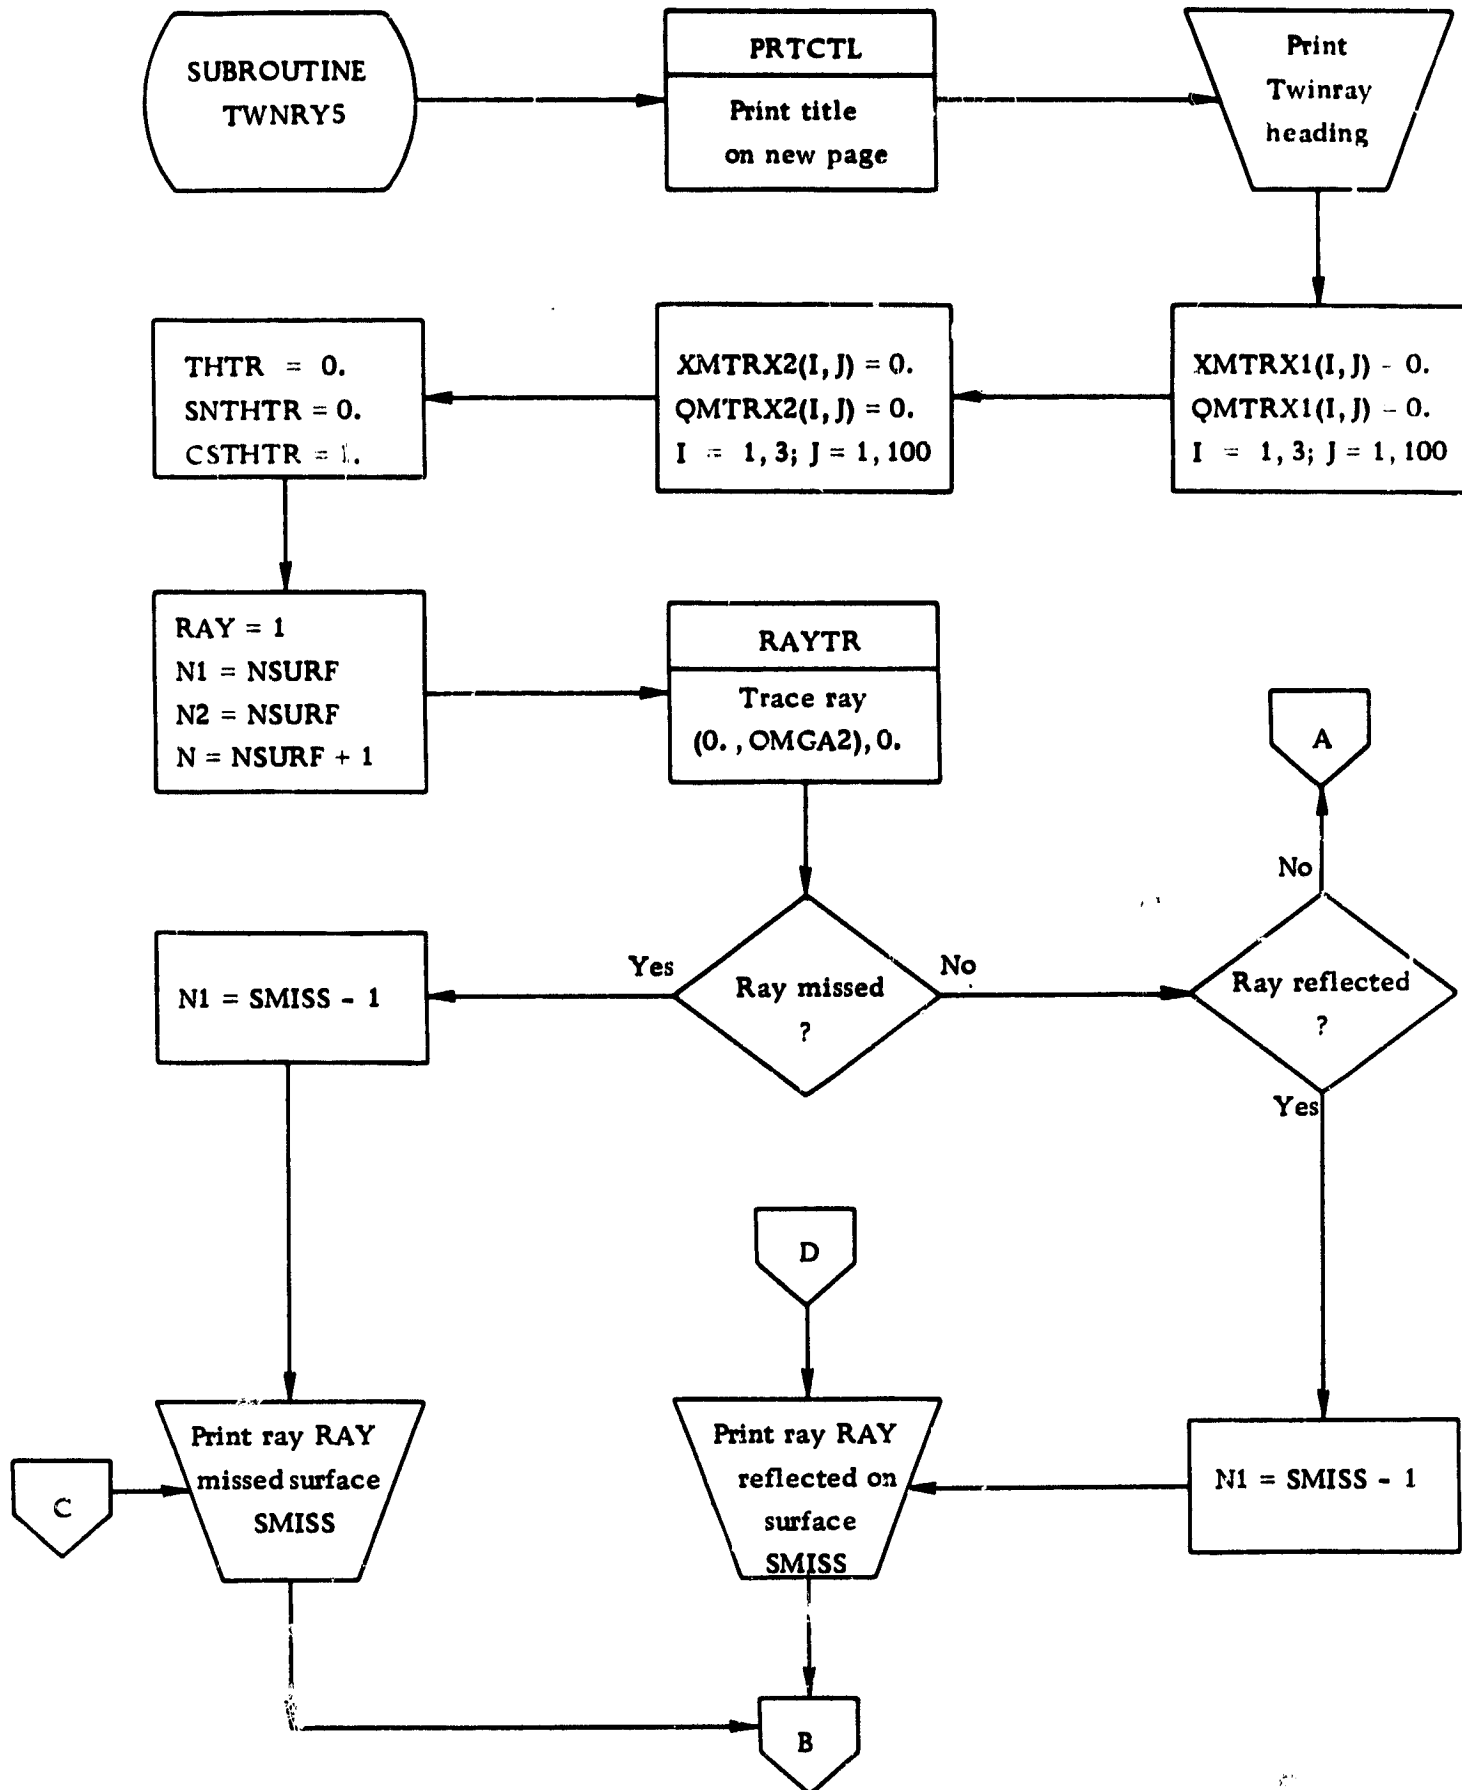 SUBROUTINE
TWNRY5
PRTCTL
Print title
on new page
Print
Twinray
heading
THTR = 0.
SNTHTR = 0.
CSTHTR = 1.
XMTRX2(I, J) = 0.
QMTRX2(I, J) = 0.
I = 1, 3; J = 1, 100
XMTRX1(I, J) - 0.
QMTRX1(I, J) - 0.
I = 1, 3; J = 1, 100
RAY = 1
N1 = NSURF
N2 = NSURF
N = NSURF + 1
RAYTR
Trace ray
(0. , OMGA2), 0.
A
No
N1 = SMISS - 1
Yes
Ray missed
?
No
Ray reflected
?
Yes
D
C
Print ray RAY
missed surface
SMISS
Print ray RAY
reflected on
surface
SMISS
N1 = SMISS - 1
B